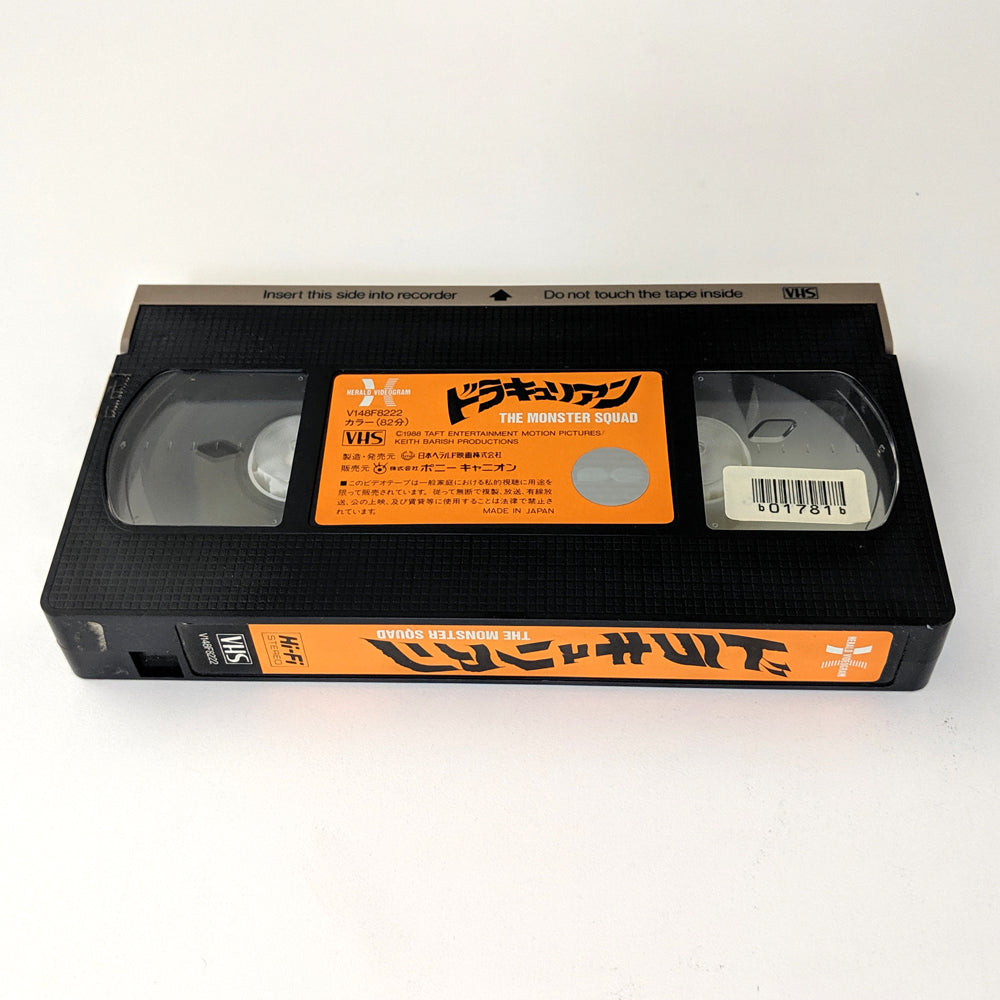 Insert this side into recorder
Do not touch the tape inside
VHS
HERALD VIDEOGRAM
V148F8222
カラー(82分)
VHS
ドラキュリアン
THE MONSTER SQUAD
©1988 TAFT ENTERTAINMENT MOTION PICTURES/
KEITH BARISH PRODUCTIONS
製造・発売元 日本ヘラルド映画株式会社
販売元 株式会社 ポニー キャニオン
■このビデオテープは一般家庭における私的視聴に用途を
限って販売されています。従って無断で複製、放送、有線放
送、公の上映、及び賃貸等に使用することは法律で禁止さ
れています。
MADE IN JAPAN
b01781b
HERALD VIDEOGRAM
ドラキュリアン
THE MONSTER SQUAD
Hi-Fi
STEREO
VHS
V148F8222